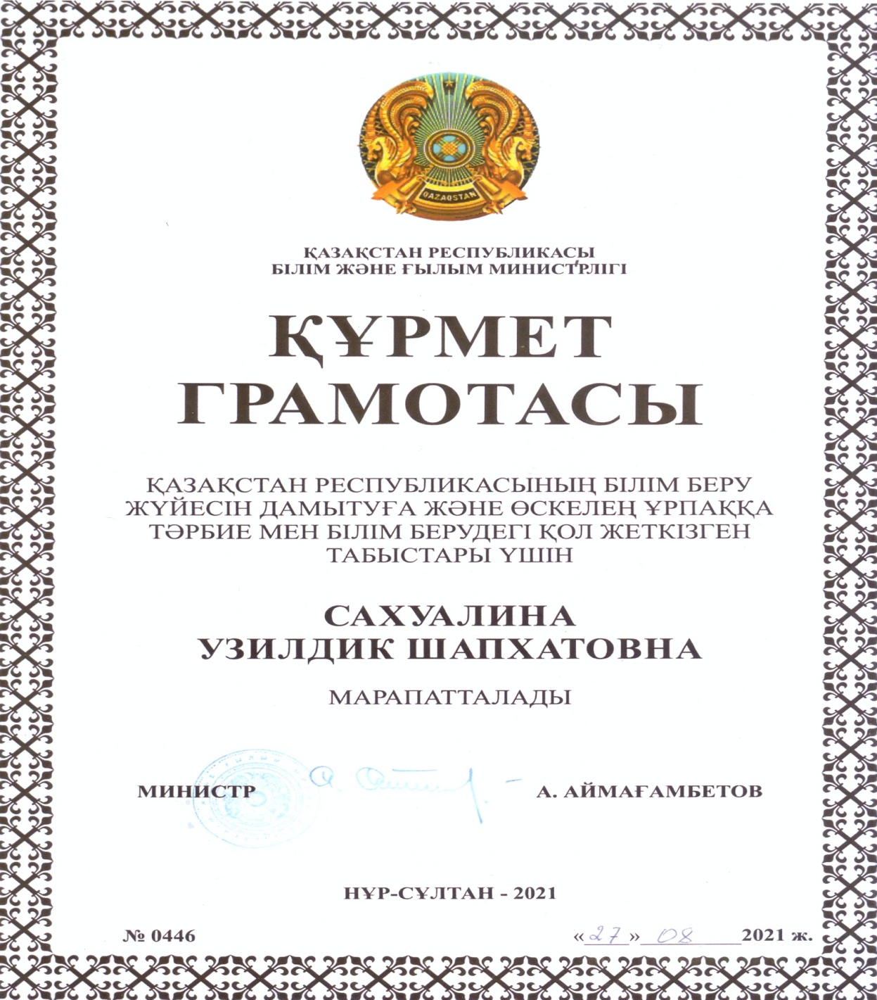 QAZAQSTAN
ҚАЗАҚСТАН РЕСПУБЛИКАСЫ
БІЛІМ ЖӘНЕ ҒЫЛЫМ МИНИСТРЛІГІ
ҚҰРМЕТ
ГРАМОТАСЫ
ҚАЗАҚСТАН РЕСПУБЛИКАСЫНЫҢ БІЛІМ БЕРУ
ЖҮЙЕСІН ДАМЫТУҒА ЖӘНЕ ӨСКЕЛЕҢ ҰРПАҚҚА
ТӘРБИЕ МЕН БІЛІМ БЕРУДЕГІ ҚОЛ ЖЕТКІЗГЕН
ТАБЫСТАРЫ ҮШІН
САХУАЛИНА
УЗИЛДИК ШАПХАТОВНА
МАРАПАТТАЛАДЫ
МИНИСТР А. АЙМАҒАМБЕТОВ
НҰР-СҰЛТАН - 2021
№ 0446 «27» 08 2021 ж.